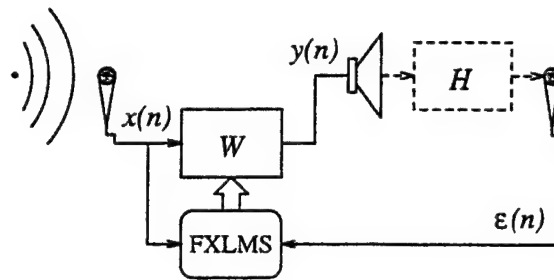 y(n)
H
x(n)
W
ε(n)
FXLMS